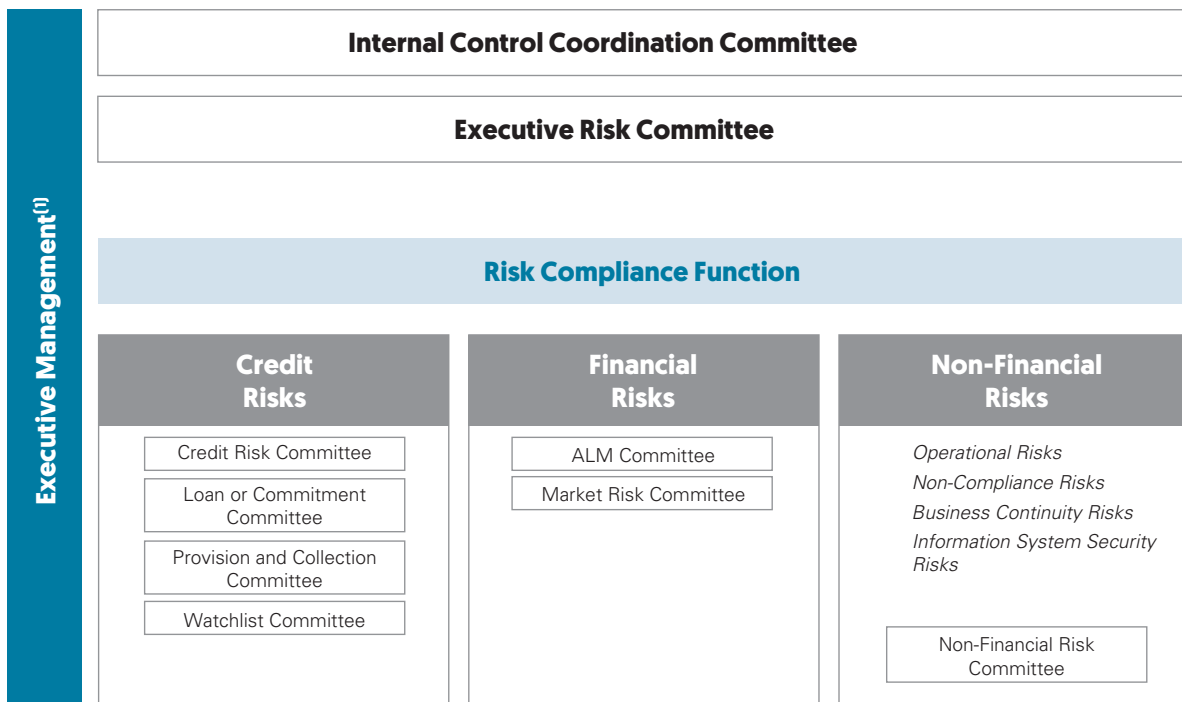 Executive Management(1)
Internal Control Coordination Committee
Executive Risk Committee
Risk Compliance Function
Credit
Risks
Credit Risk Committee
Loan or Commitment
Committee
Provision and Collection
Committee
Watchlist Committee
Financial
Risks
ALM Committee
Market Risk Committee
Non-Financial
Risks
Operational Risks
Non-Compliance Risks
Business Continuity Risks
Information System Security
Risks
Non-Financial Risk
Committee